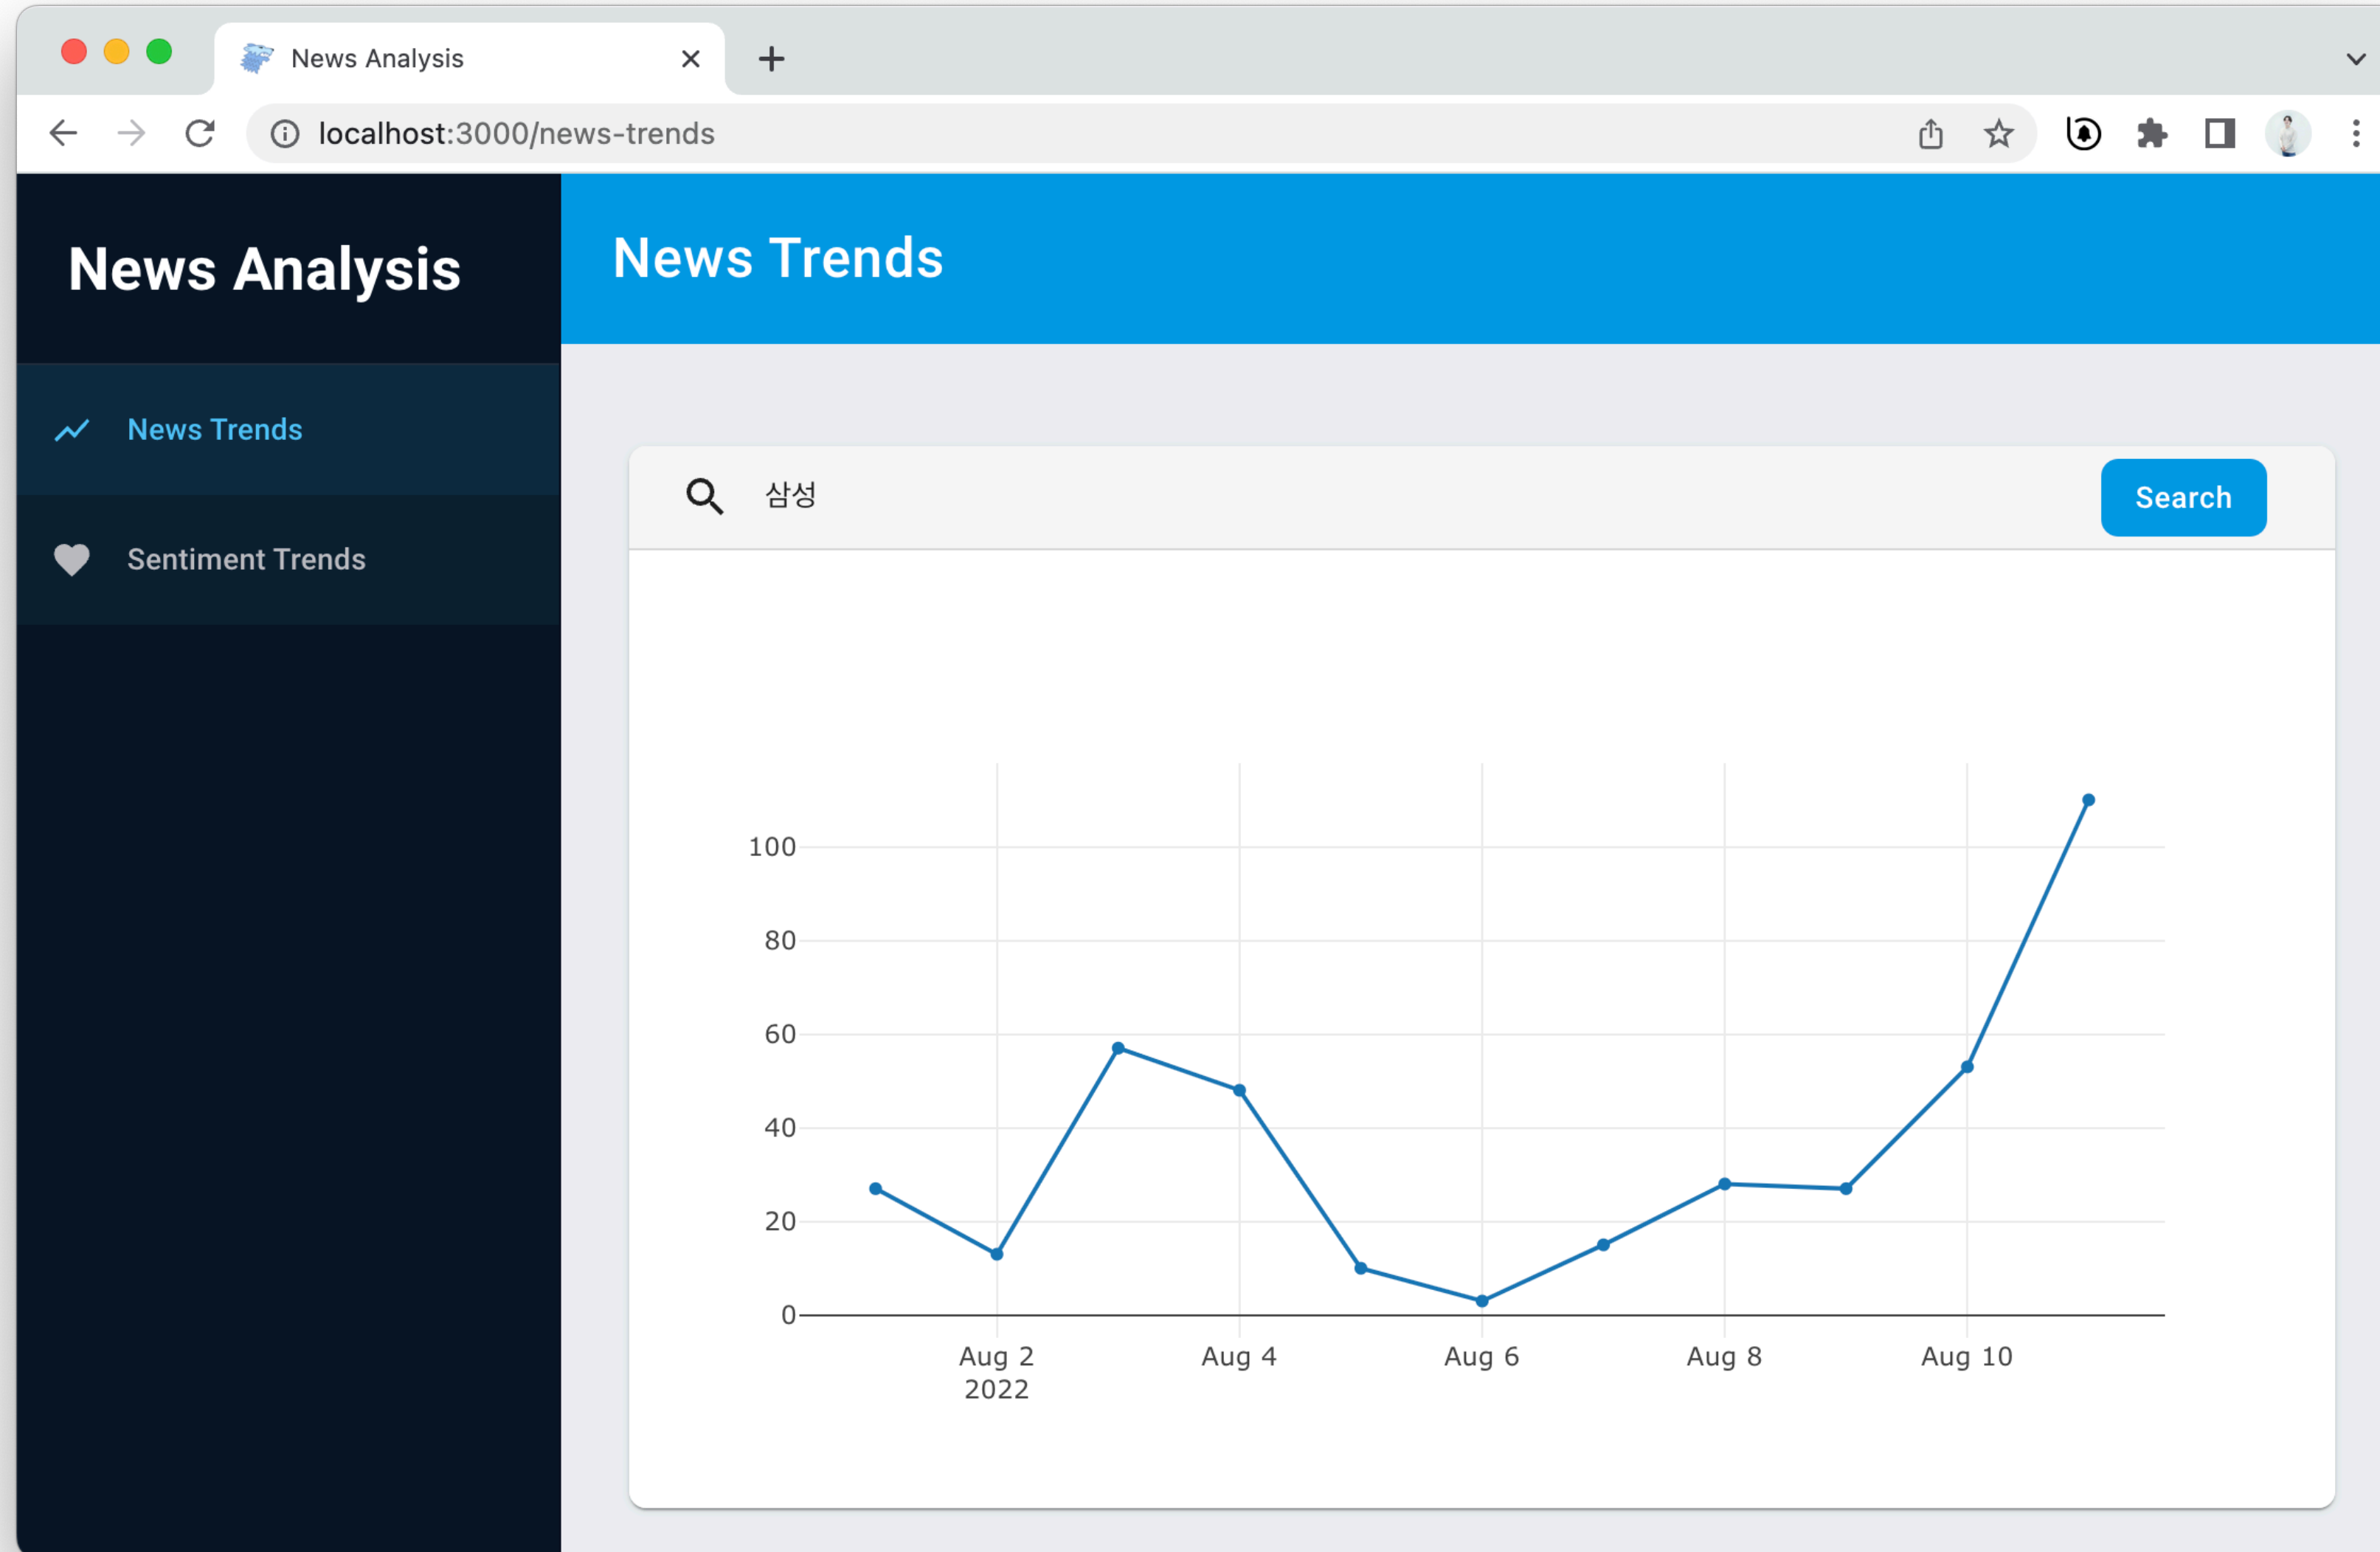 News Analysis
localhost:3000/news-trends
News Analysis
News Trends
Sentiment Trends
News Trends
삼성
Search
100
80
60
40
20
0
Aug 2
2022
Aug 4
Aug 6
Aug 8
Aug 10